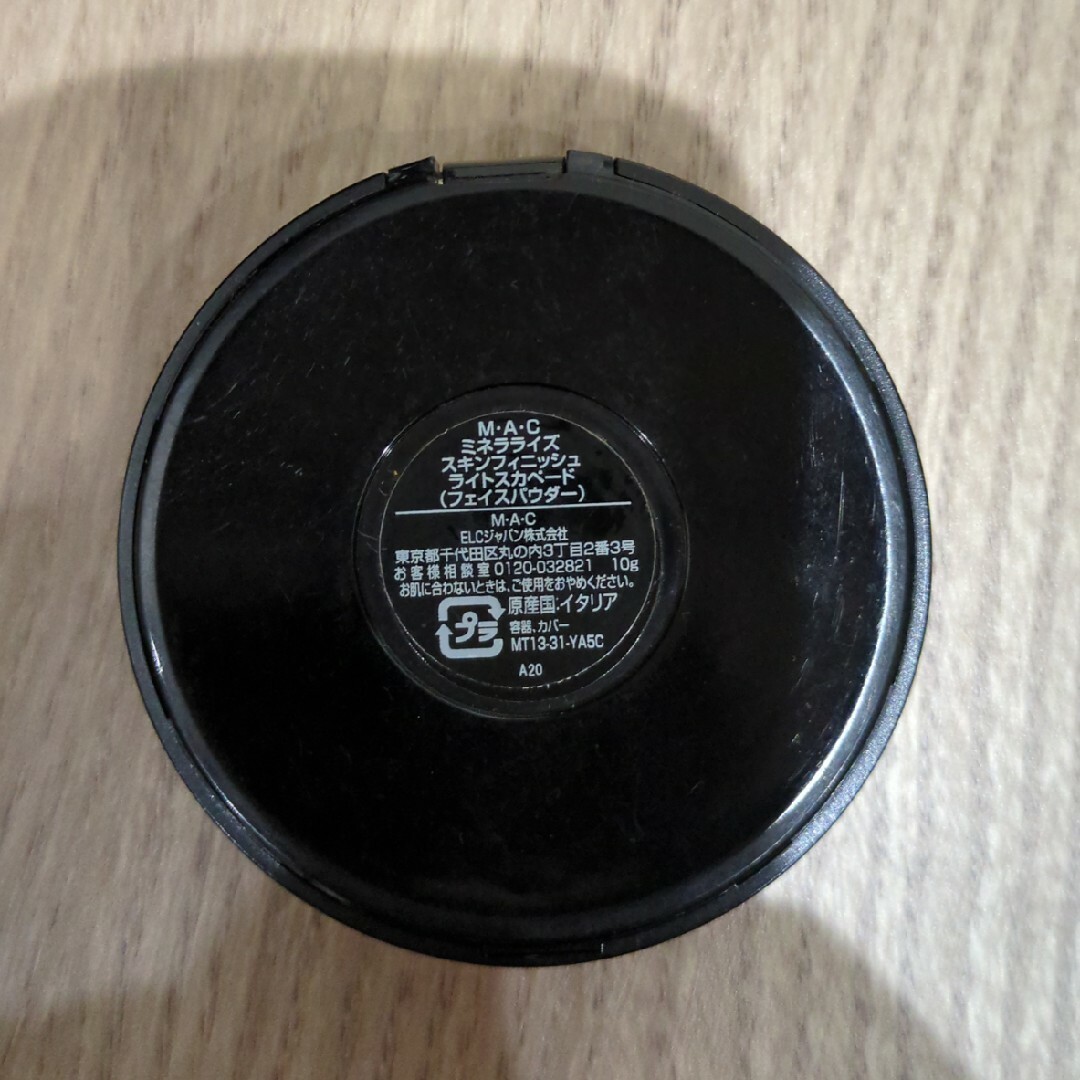 M·A·C
ミネラライズ
スキンフィニッシュ
ライトスカペード
(フェイスパウダー)
M·A·C
ELCジャパン株式会社
東京都千代田区丸の内3丁目2番3号
お客様相談室 0120-032821 10g
お肌に合わないときは、ご使用をおやめください。
プラ 原産国:イタリア
容器、カバー
MT13-31-YA5C
A20